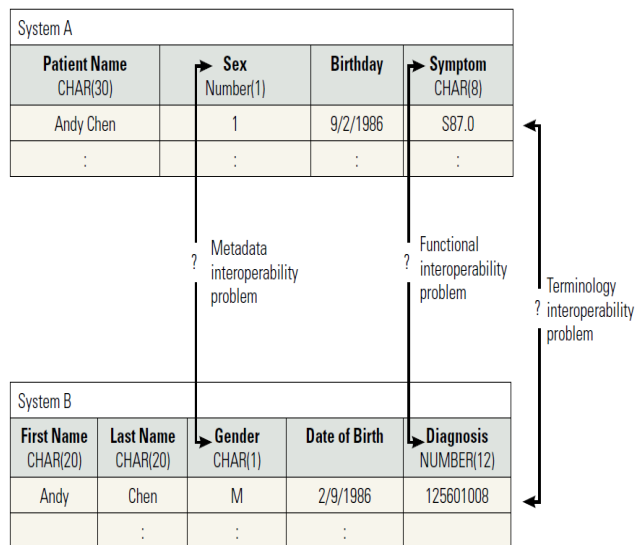 System A
Patient Name Sex Birthday Symptom
CHAR(30) Number(1) CHAR(8)
Andy Chen 1 9/2/1986 S87.0
: : : :
? Metadata interoperability problem
? Functional interoperability problem
? Terminology interoperability problem
System B
First Name Last Name Gender Date of Birth Diagnosis
CHAR(20) CHAR(20) CHAR(1) NUMBER(12)
Andy Chen M 2/9/1986 125601008
: : :